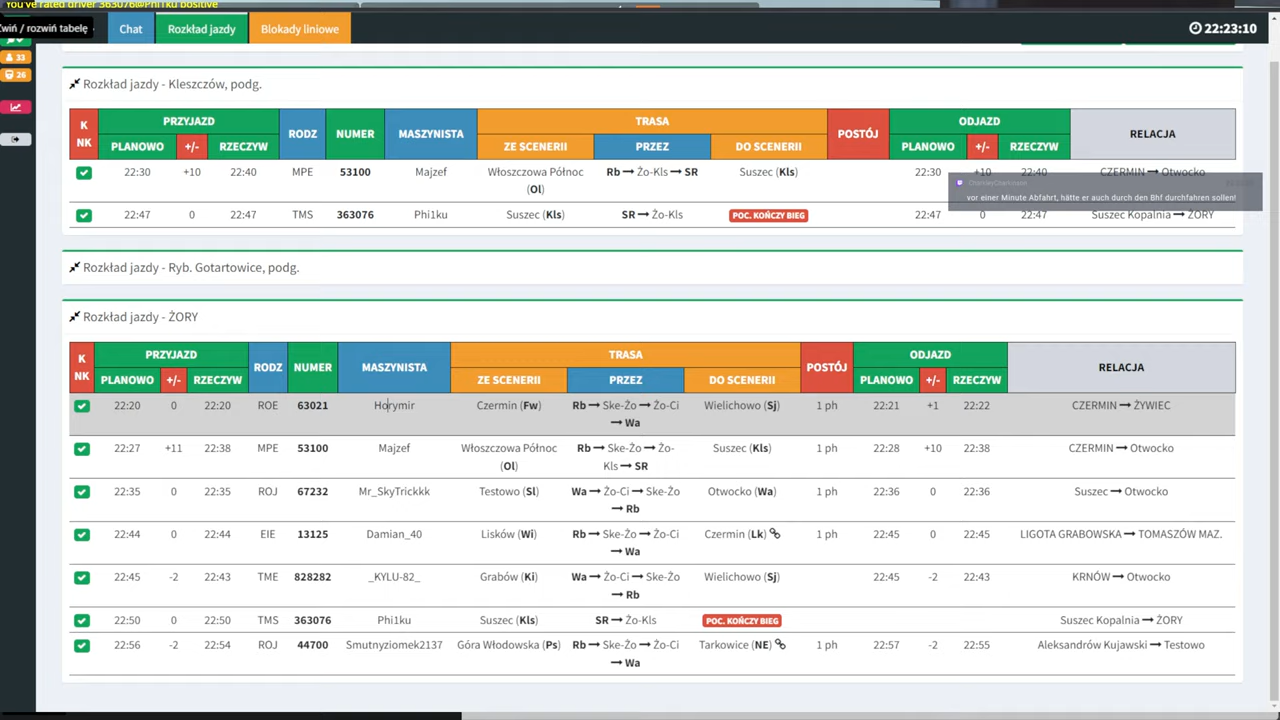 You've rated driver 363076@Phi1ku positive
Zwiń / rozwiń tabelę
Chat Rozkład jazdy Blokady liniowe 22:23:10
33
26
Rozkład jazdy - Kleszczów, podg.
K NK PRZYJAZD RODZ NUMER MASZYNISTA TRASA POSTÓJ ODJAZD RELACJA
PLANOWO +/- RZECZYW ZE SCENERII PRZEZ DO SCENERII PLANOWO +/- RZECZYW
22:30 +10 22:40 MPE 53100 Majzef Włoszczowa Północ (Ol) Rb → Żo-Kls → SR Suszec (Kls) 22:30 +10 22:40 CZERMIN → Otwocko
vor einer Minute Abfahrt, hätte er auch durch den Bhf durchfahren sollen!
22:47 0 22:47 TMS 363076 Phi1ku Suszec (Kls) SR → Żo-Kls POC. KOŃCZY BIEG 22:47 0 22:47 Suszec Kopalnia → ŻORY
Rozkład jazdy - Ryb. Gotartowice, podg.
Rozkład jazdy - ŻORY
K NK PRZYJAZD RODZ NUMER MASZYNISTA TRASA POSTÓJ ODJAZD RELACJA
PLANOWO +/- RZECZYW ZE SCENERII PRZEZ DO SCENERII PLANOWO +/- RZECZYW
22:20 0 22:20 ROE 63021 Horymir Czermin (Fw) Rb → Ske-Żo → Żo-Ci → Wa Wielichowo (Sj) 1 ph 22:21 +1 22:22 CZERMIN → ŻYWIEC
22:27 +11 22:38 MPE 53100 Majzef Włoszczowa Północ (Ol) Rb → Ske-Żo → Żo-Kls → SR Suszec (Kls) 1 ph 22:28 +10 22:38 CZERMIN → Otwocko
22:35 0 22:35 ROJ 67232 Mr_SkyTrickkk Testowo (Sl) Wa → Żo-Ci → Ske-Żo → Rb Otwocko (Wa) 1 ph 22:36 0 22:36 Suszec → Otwocko
22:44 0 22:44 EIE 13125 Damian_40 Lisków (Wi) Rb → Ske-Żo → Żo-Ci → Wa Czermin (Lk) 1 ph 22:45 0 22:45 LIGOTA GRABOWSKA → TOMASZÓW MAZ.
22:45 -2 22:43 TME 828282 _KYLU-82_ Grabów (Ki) Wa → Żo-Ci → Ske-Żo → Rb Wielichowo (Sj) 22:45 -2 22:43 KRNÓW → Otwocko
22:50 0 22:50 TMS 363076 Phi1ku Suszec (Kls) SR → Żo-Kls POC. KOŃCZY BIEG Suszec Kopalnia → ŻORY
22:56 -2 22:54 ROJ 44700 Smutnyziomek2137 Góra Włodowska (Ps) Rb → Ske-Żo → Żo-Ci → Wa Tarkowice (NE) 1 ph 22:57 -2 22:55 Aleksandrów Kujawski → Testowo